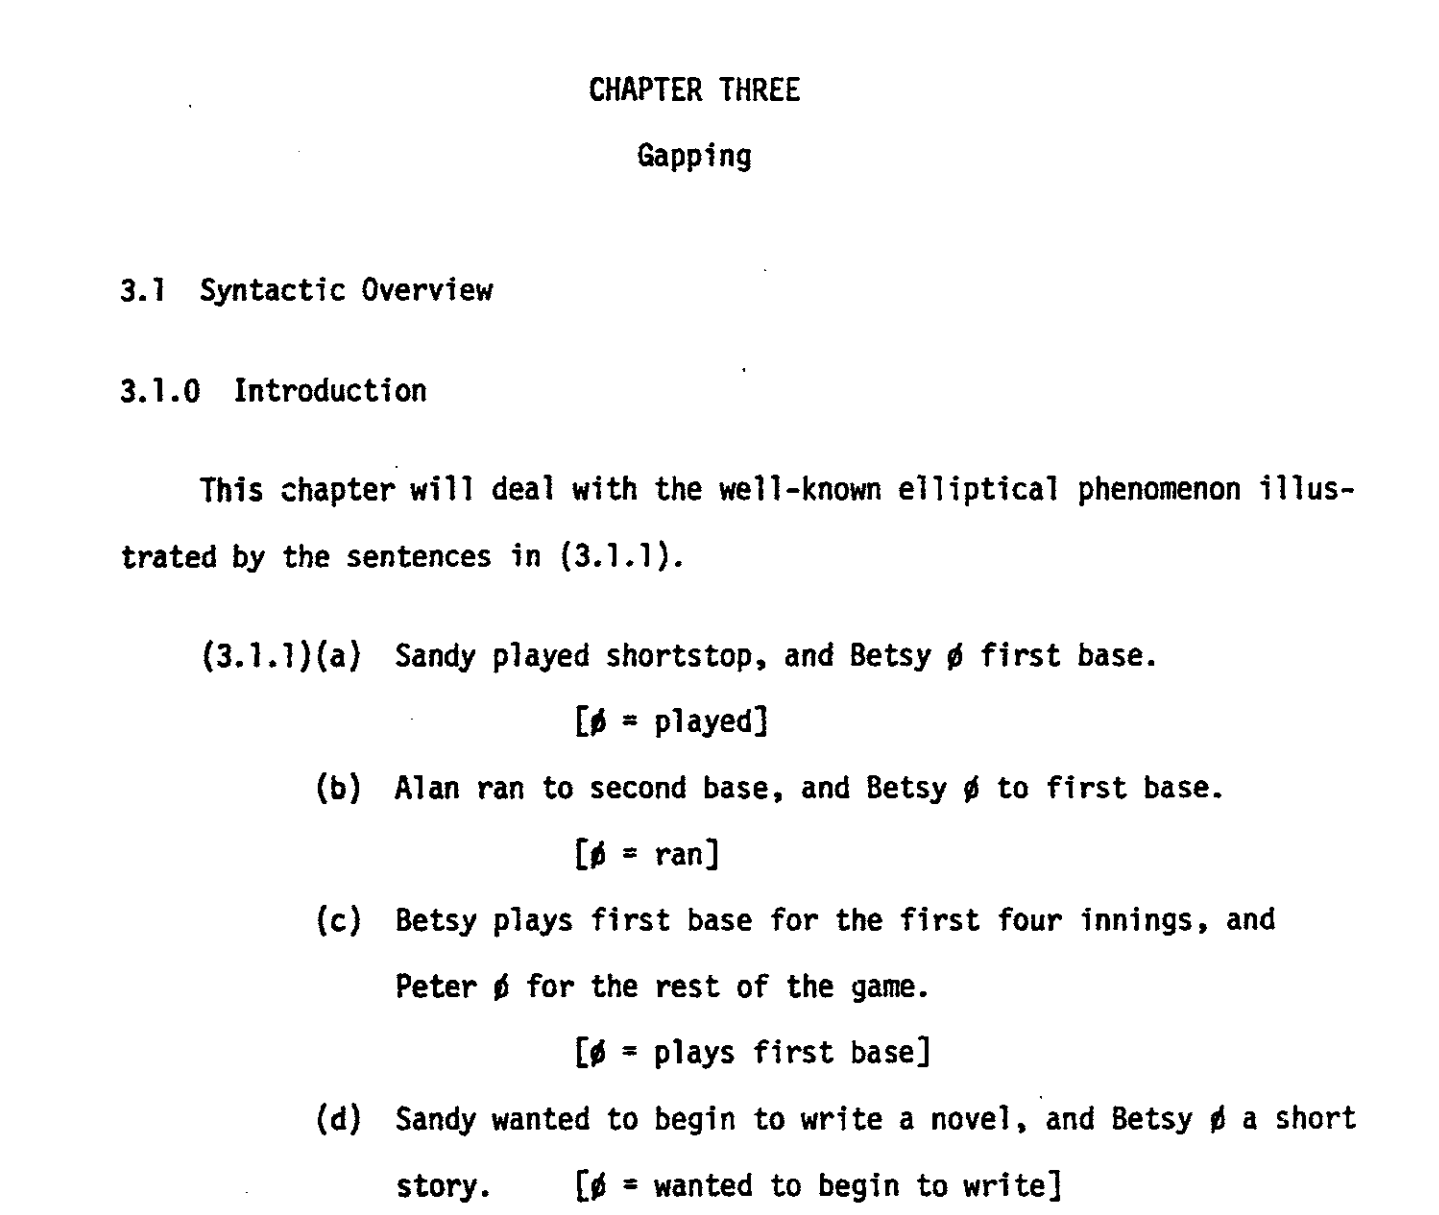 CHAPTER THREE
Gapping
3.1 Syntactic Overview
3.1.0 Introduction
This chapter will deal with the well-known elliptical phenomenon illus-
trated by the sentences in (3.1.1).
(3.1.1)(a) Sandy played shortstop, and Betsy ∅ first base.
[∅ = played]
(b) Alan ran to second base, and Betsy ∅ to first base.
[∅ = ran]
(c) Betsy plays first base for the first four innings, and
Peter ∅ for the rest of the game.
[∅ = plays first base]
(d) Sandy wanted to begin to write a novel, and Betsy ∅ a short
story. [∅ = wanted to begin to write]